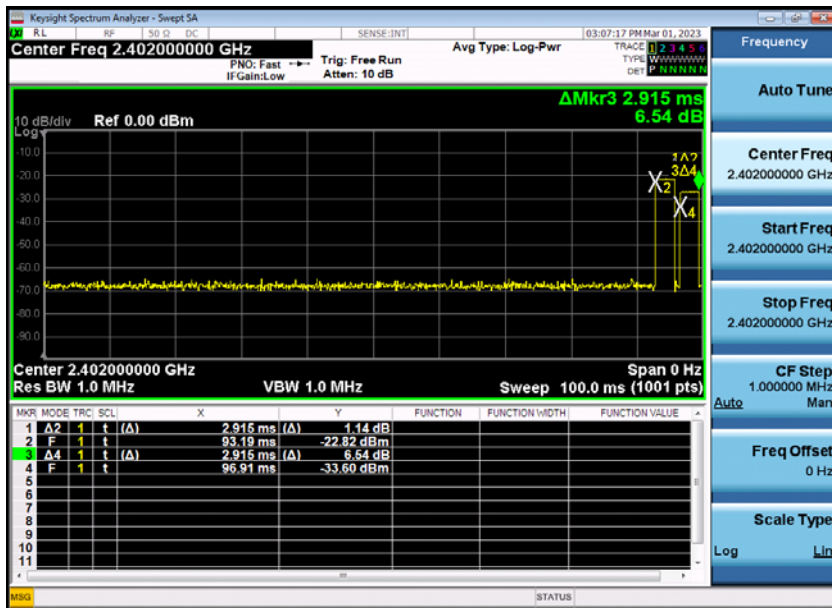 Keysight Spectrum Analyzer - Swept SA
RL RF 50 Ω DC SENSE:INT 03:07:17 PM Mar 01, 2023
Center Freq 2.402000000 GHz
Avg Type: Log-Pwr
TRACE 1 2 3 4 5 6
TYPE W
DET P N N N N N
PNO: Fast Trig: Free Run
IFGain:Low Atten: 10 dB
ΔMkr3 2.915 ms
6.54 dB
10 dB/div Ref 0.00 dBm
Log
-10.0
-20.0
-30.0
-40.0
-50.0
-60.0
-70.0
-80.0
-90.0
1Δ2
3Δ4
2
4
Center 2.402000000 GHz Span 0 Hz
Res BW 1.0 MHz VBW 1.0 MHz Sweep 100.0 ms (1001 pts)
MKR MODE TRC SCL X Y FUNCTION FUNCTION WIDTH FUNCTION VALUE
1 Δ2 1 t (Δ) 2.915 ms (Δ) 1.14 dB
2 F 1 t 93.19 ms -22.82 dBm
3 Δ4 1 t (Δ) 2.915 ms (Δ) 6.54 dB
4 F 1 t 96.91 ms -33.60 dBm
5
6
7
8
9
10
11
MSG STATUS
Frequency
Auto Tune
Center Freq
2.402000000 GHz
Start Freq
2.402000000 GHz
Stop Freq
2.402000000 GHz
CF Step
1.000000 MHz
Auto Man
Freq Offset
0 Hz
Scale Type
Log Lin